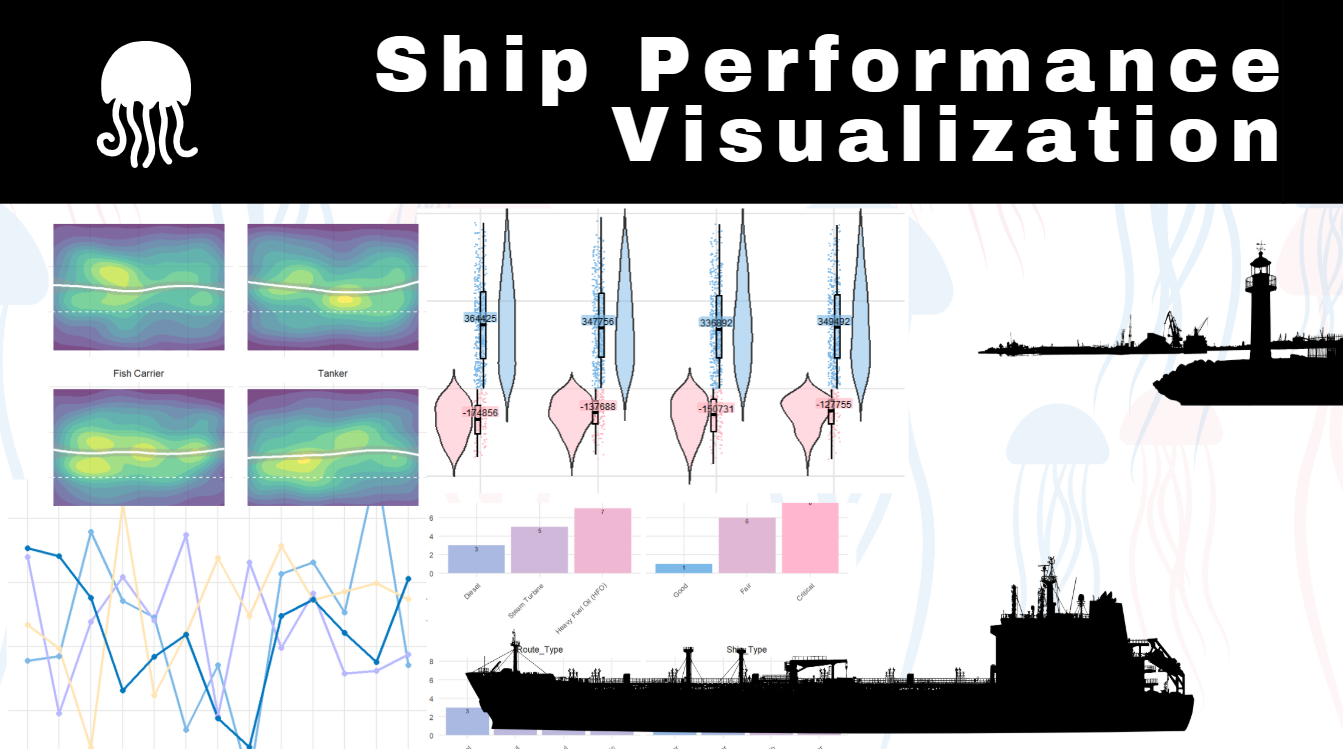 Ship Performance
Visualization
364425
347756
336892
349492
-174856
-137688
-150731
-127755
Fish Carrier
Tanker
6
4
2
0
3
5
7
1
6
Diesel
Steam Turbine
Heavy Fuel Oil (HFO)
Good
Fair
Critical
Route_Type
Ship_Type
8
6
4
2
0
3